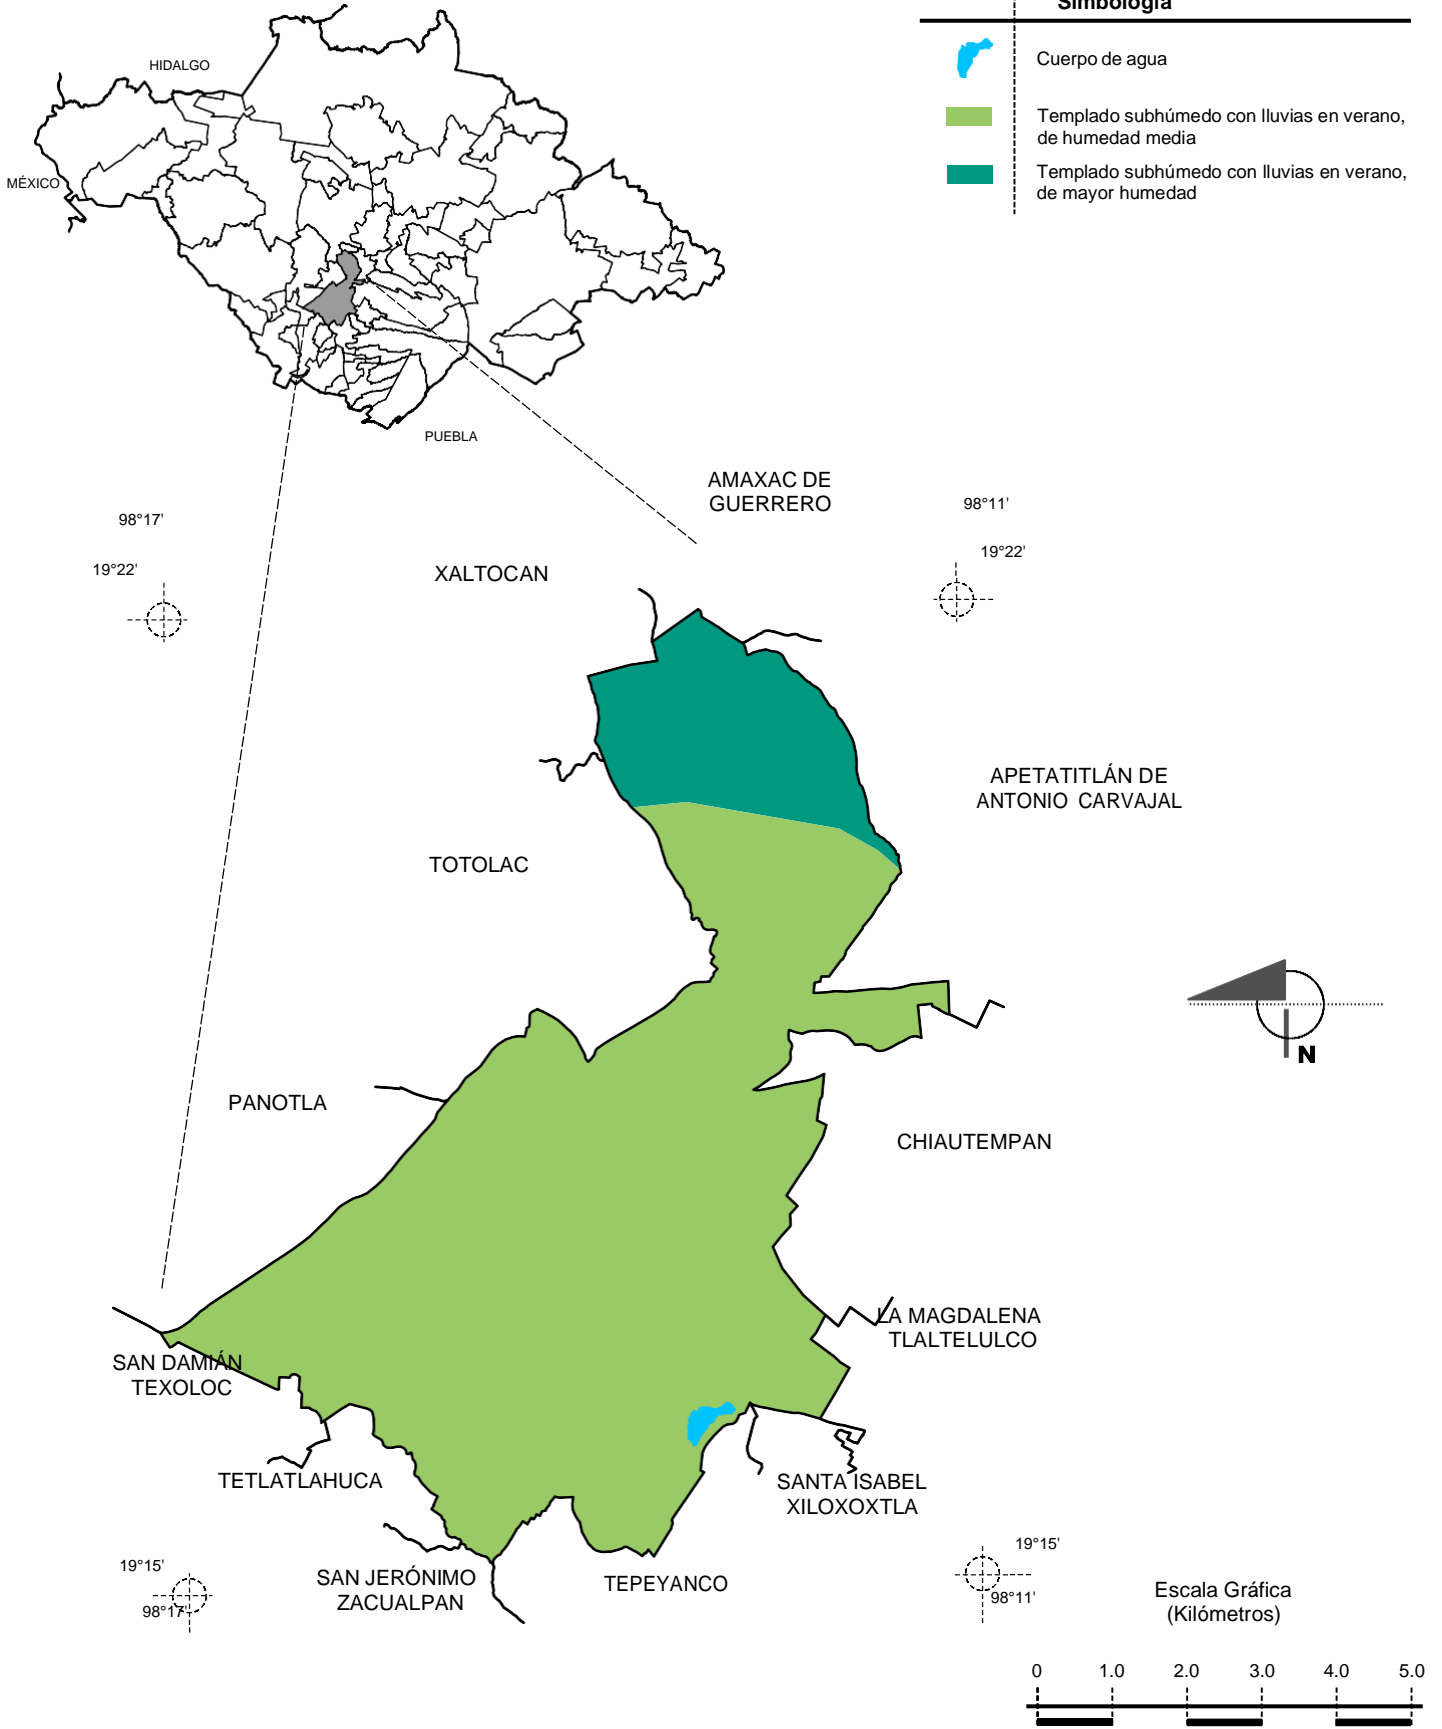 Simbología
Cuerpo de agua
Templado subhúmedo con lluvias en verano,
de humedad media
Templado subhúmedo con lluvias en verano,
de mayor humedad
HIDALGO
MÉXICO
PUEBLA
AMAXAC DE
GUERRERO
98°17'
19°22'
98°11'
19°22'
XALTOCAN
APETATITLÁN DE
ANTONIO CARVAJAL
TOTOLAC
N
PANOTLA
CHIAUTEMPAN
LA MAGDALENA
TLALTELULCO
SAN DAMIÁN
TEXOLOC
TETLATLAHUCA
SANTA ISABEL
XILOXOXTLA
SAN JERÓNIMO
ZACUALPAN
TEPEYANCO
19°15'
98°17'
19°15'
98°11'
Escala Gráfica
(Kilómetros)
0 1.0 2.0 3.0 4.0 5.0